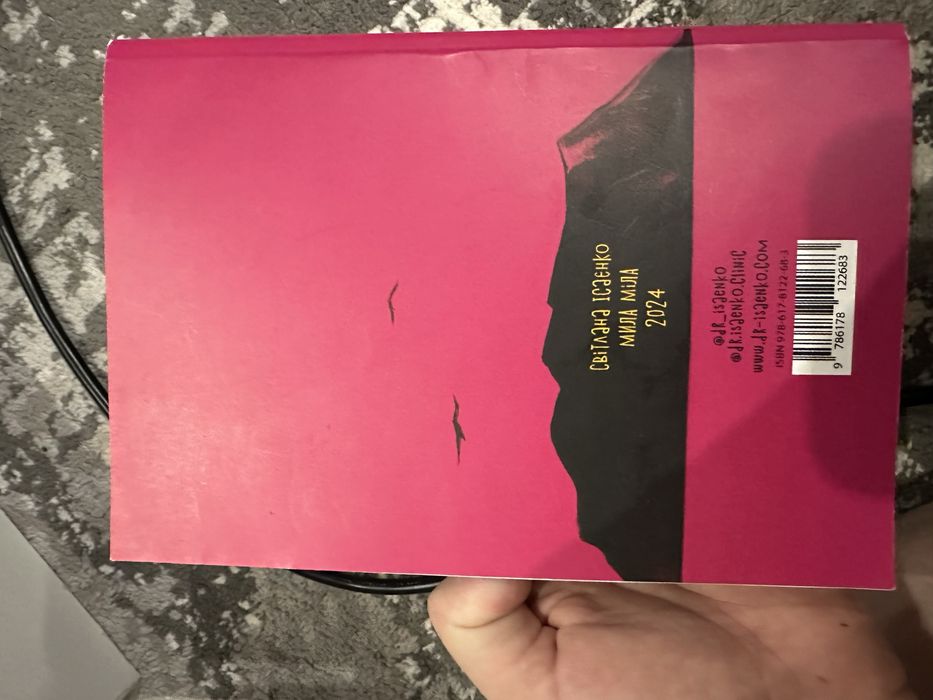 Світлана Ісаєнко
Мила Міла
2024
@dr_isaenko
@dr.isaenko.clinic
www.dr-isaenko.com
ISBN 978-617-8122-68-3
9 786178 122683